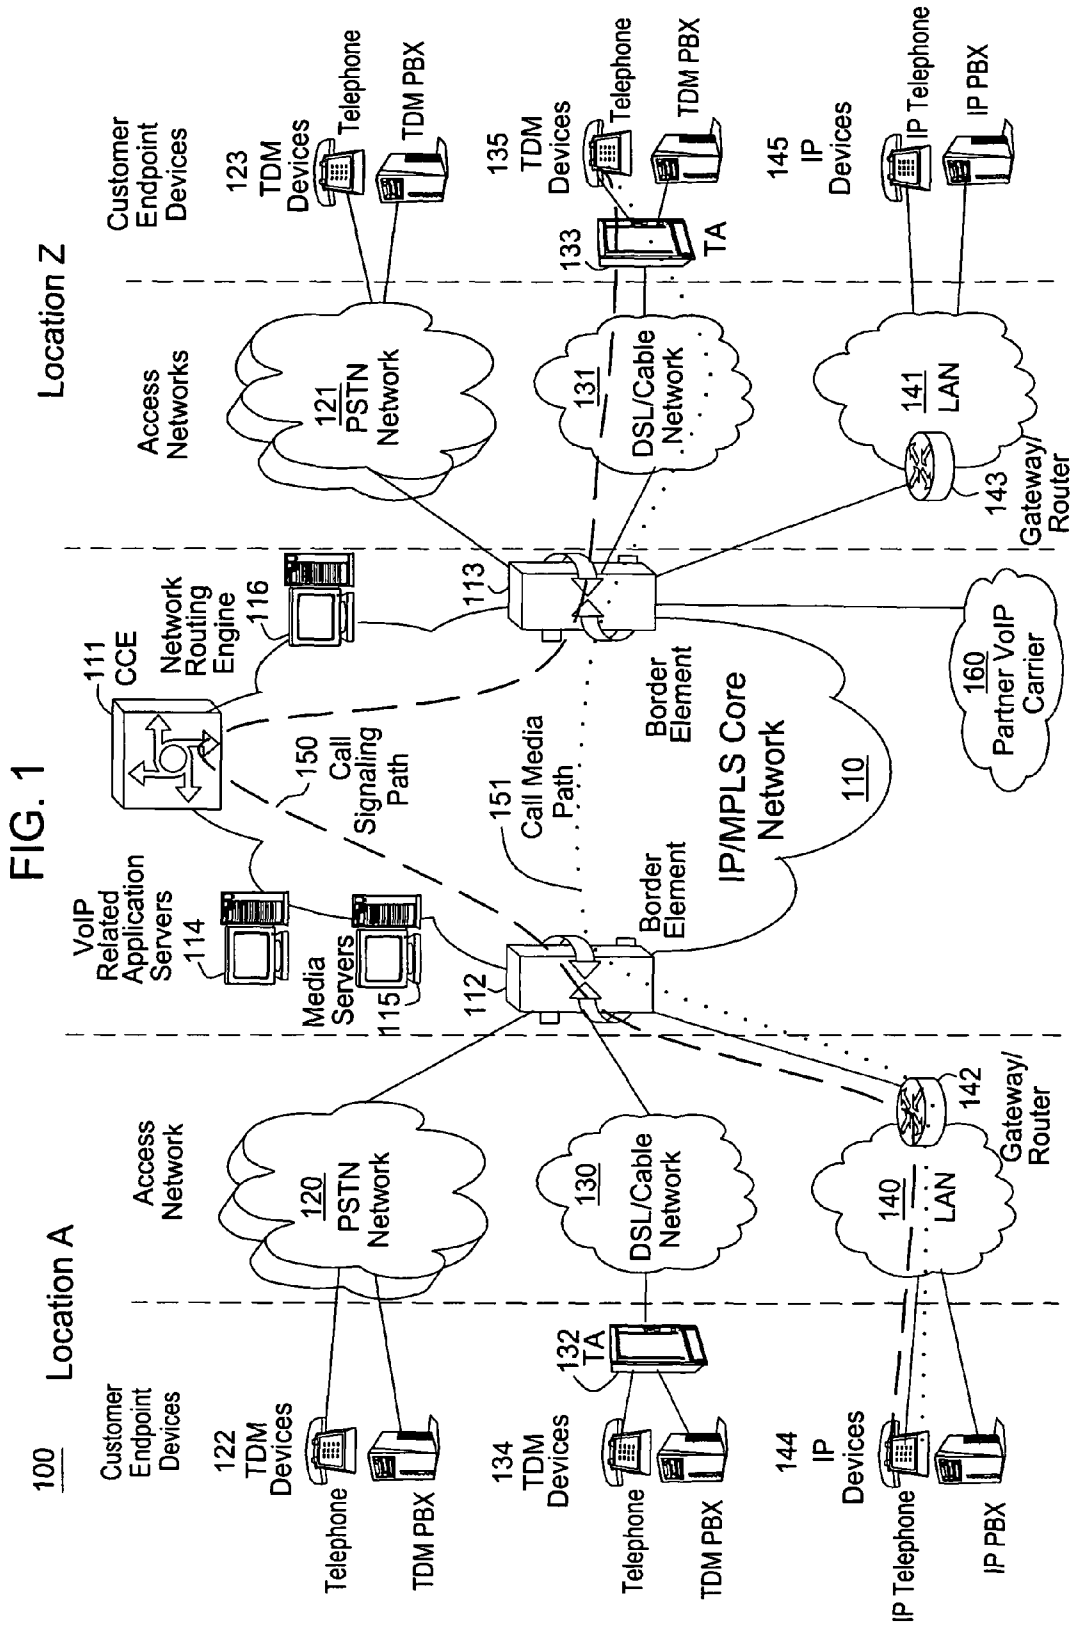 FIG. 1
100
Location A
Location Z
Customer
Endpoint
Devices
Access
Network
VoIP
Related
Application
Servers
114
111
CCE
Network
Routing
Engine
116
Access
Networks
Customer
Endpoint
Devices
122
TDM
Devices
Telephone
TDM PBX
120
PSTN
Network
Media
Servers
115
150
Call
Signaling
Path
121
PSTN
Network
123
TDM
Devices
Telephone
TDM PBX
134
TDM
Devices
Telephone
TDM PBX
132
TA
130
DSL/Cable
Network
112
Border
Element
151
Call Media
Path
113
Border
Element
131
DSL/Cable
Network
133
TA
135
TDM
Devices
Telephone
TDM PBX
IP/MPLS Core
Network
110
144
IP
Devices
IP Telephone
IP PBX
140
LAN
142
Gateway/
Router
160
Partner VoIP
Carrier
143
Gateway/
Router
141
LAN
145
IP
Devices
IP Telephone
IP PBX